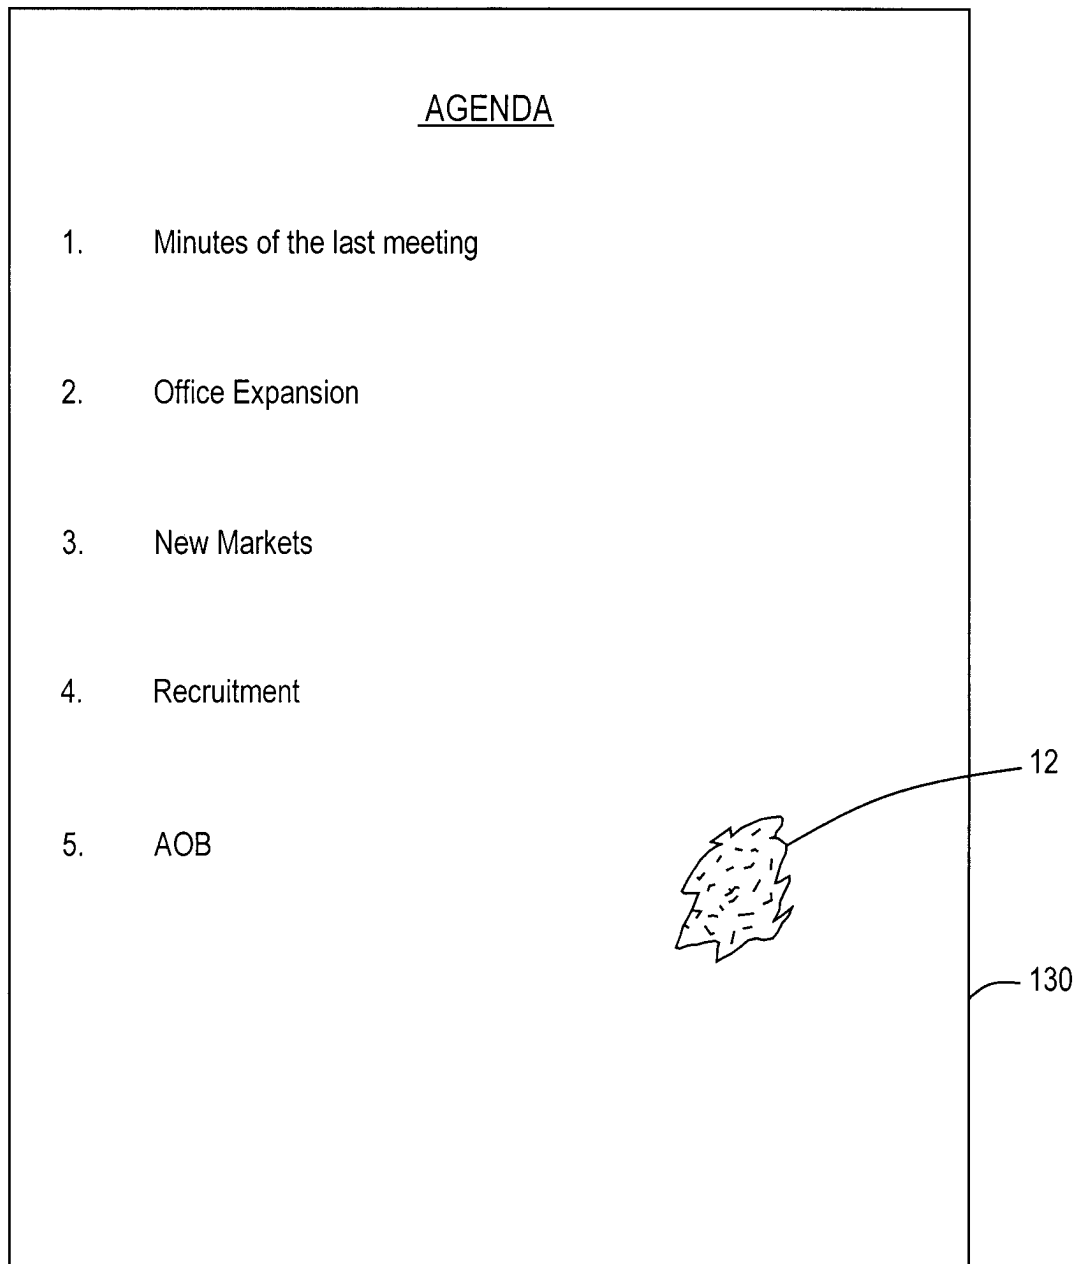 AGENDA
1. Minutes of the last meeting
2. Office Expansion
3. New Markets
4. Recruitment
12
5. AOB
130